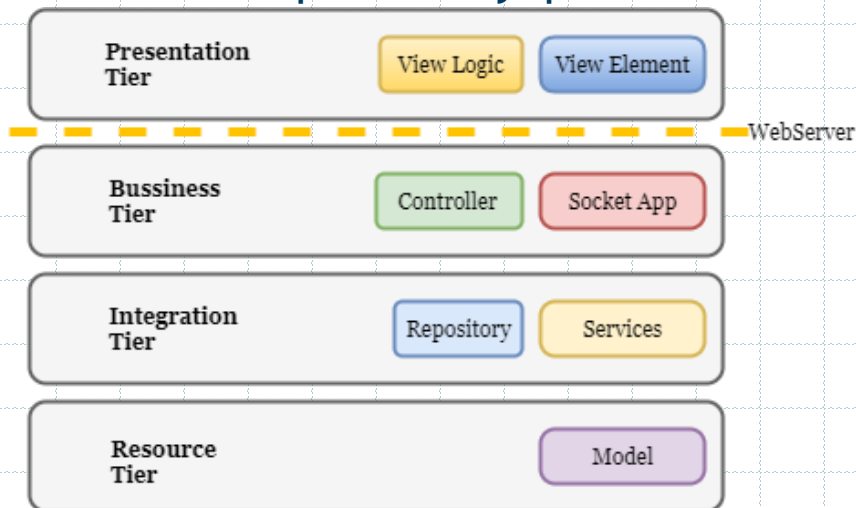 Presentation
Tier
View Logic
View Element
WebServer
Bussiness
Tier
Controller
Socket App
Integration
Tier
Repository
Services
Resource
Tier
Model